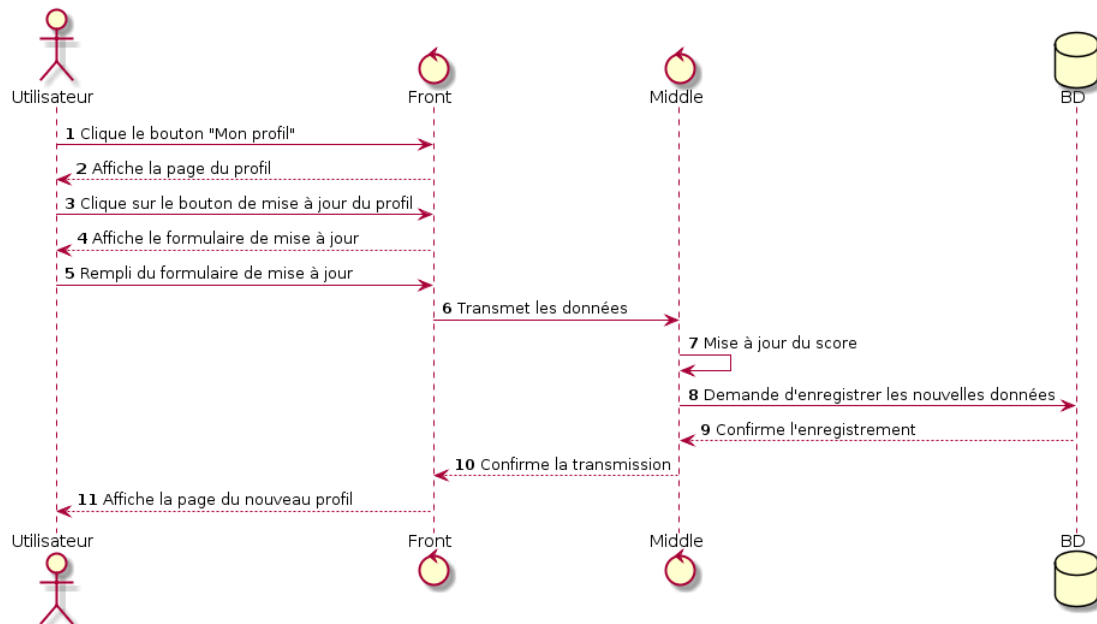 Utilisateur
Front
Middle
BD
1 Clique le bouton "Mon profil"
2 Affiche la page du profil
3 Clique sur le bouton de mise à jour du profil
4 Affiche le formulaire de mise à jour
5 Rempli du formulaire de mise à jour
6 Transmet les données
7 Mise à jour du score
8 Demande d'enregistrer les nouvelles données
9 Confirme l'enregistrement
10 Confirme la transmission
11 Affiche la page du nouveau profil
Utilisateur
Front
Middle
BD